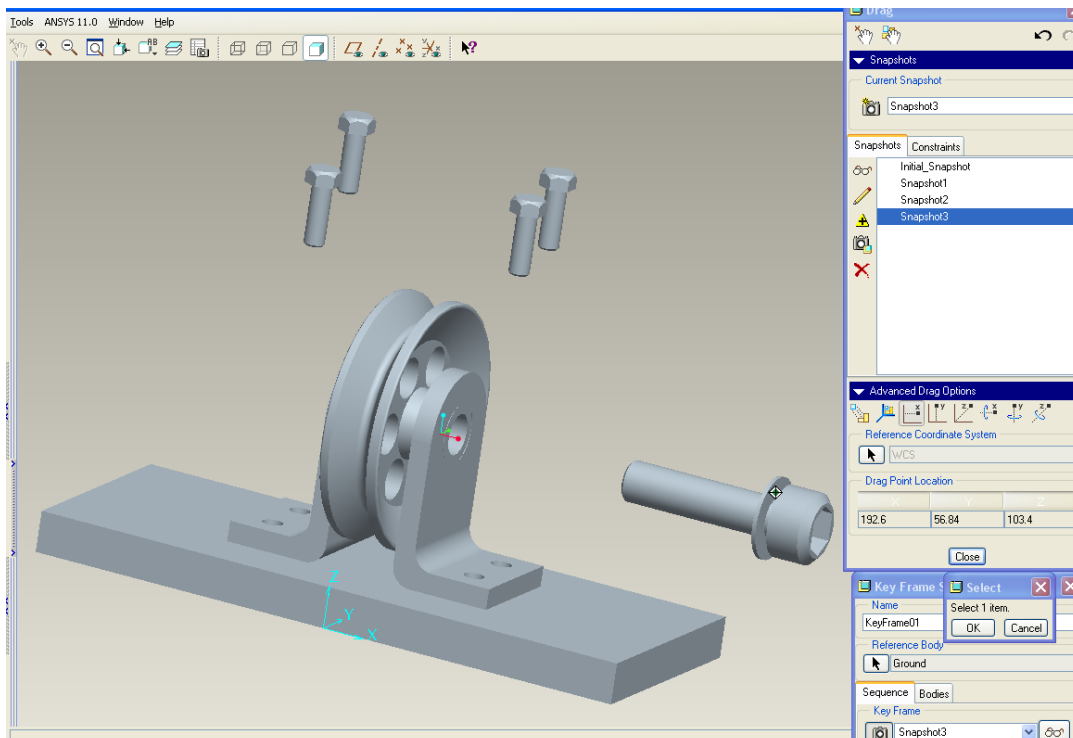 Tools ANSYS 11.0 Window Help
Drag
Snapshots
Current Snapshot
Snapshot3
Snapshots Constraints
Initial_Snapshot
Snapshot1
Snapshot2
Snapshot3
Advanced Drag Options
Reference Coordinate System
WCS
Drag Point Location
X Y Z
192.6 56.84 103.4
Close
Key Frame S
Select
Name
Select 1 item.
KeyFrame01
OK Cancel
Reference Body
Ground
Sequence Bodies
Key Frame
Snapshot3
Z
Y
X